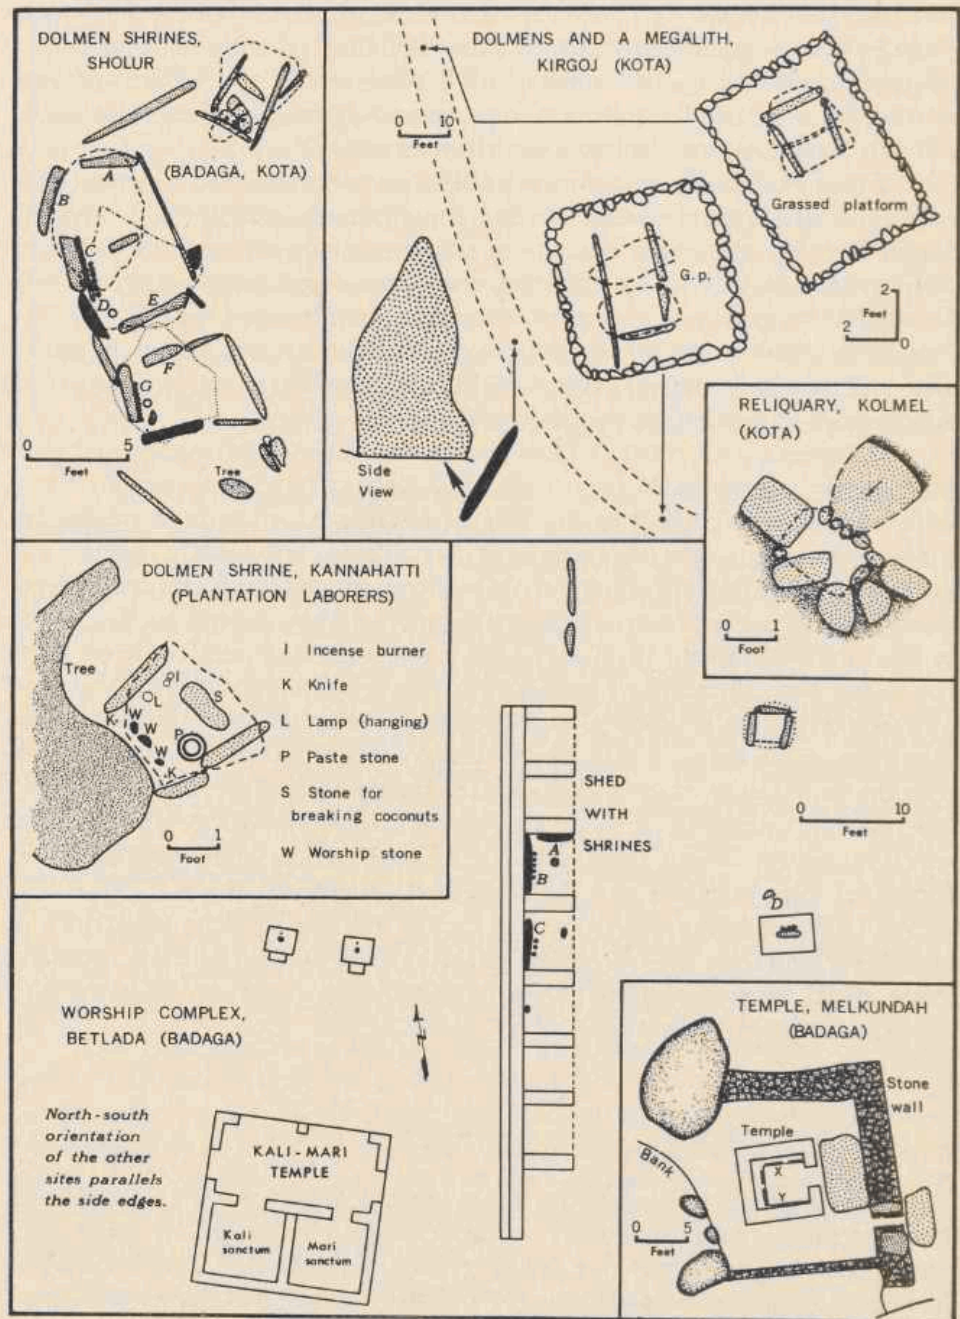 DOLMEN SHRINES,
SHOLUR
(BADAGA, KOTA)
A
B
C
D
E
F
G
0 5
Feet
Tree
DOLMENS AND A MEGALITH,
KIRGOJ (KOTA)
0 10
Feet
Grassed platform
G.p.
2
Feet
2 0
Side
View
RELIQUARY, KOLMEL
(KOTA)
0 1
Foot
DOLMEN SHRINE, KANNAHATTI
(PLANTATION LABORERS)
Tree
I
L
S
K
W
W
P
W
K
0 1
Foot
I Incense burner
K Knife
L Lamp (hanging)
P Paste stone
S Stone for
breaking coconuts
W Worship stone
SHED
WITH
SHRINES
A
B
C
0 10
Feet
D
WORSHIP COMPLEX,
BETLADA (BADAGA)
N
North-south
orientation
of the other
sites parallels
the side edges.
KALI-MARI
TEMPLE
Kali
sanctum
Mari
sanctum
TEMPLE, MELKUNDAH
(BADAGA)
Stone
wall
Temple
Bank
X
Y
0 5
Feet